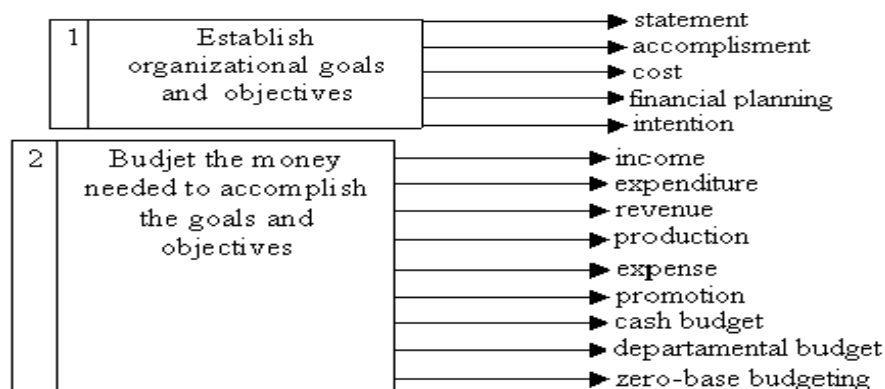 1
Establish
organizational goals
and objectives
statement
accomplisment
cost
financial planning
intention
2
Budjet the money
needed to accomplish
the goals and
objectives
income
expenditure
revenue
production
expense
promotion
cash budget
departamental budget
zero-base budgeting